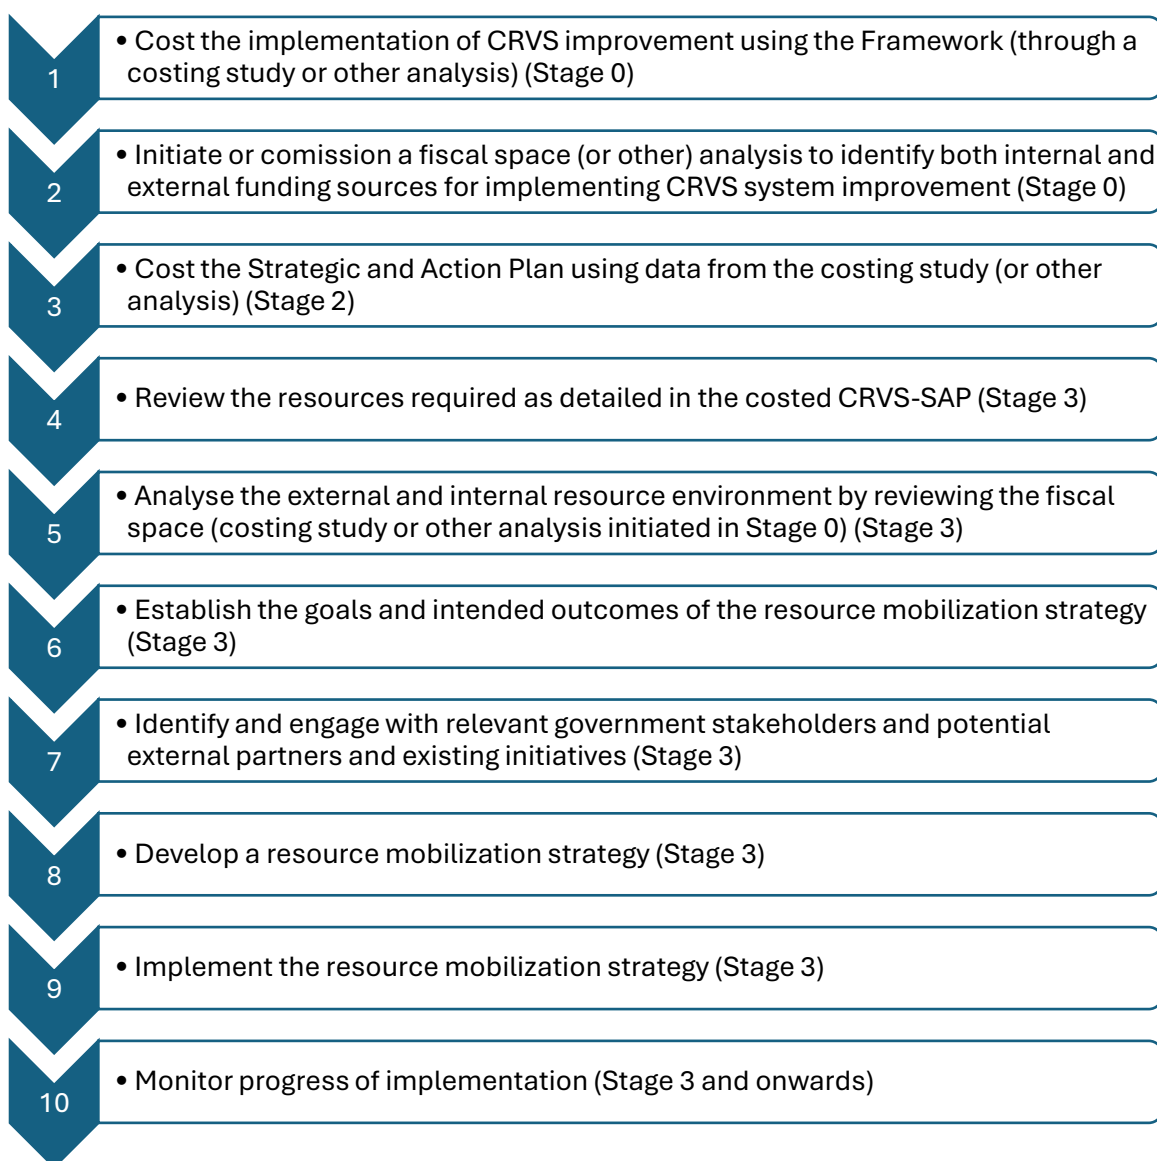 1
• Cost the implementation of CRVS improvement using the Framework (through a
costing study or other analysis) (Stage 0)
2
• Initiate or comission a fiscal space (or other) analysis to identify both internal and
external funding sources for implementing CRVS system improvement (Stage 0)
3
• Cost the Strategic and Action Plan using data from the costing study (or other
analysis) (Stage 2)
4
• Review the resources required as detailed in the costed CRVS-SAP (Stage 3)
5
• Analyse the external and internal resource environment by reviewing the fiscal
space (costing study or other analysis initiated in Stage 0) (Stage 3)
6
• Establish the goals and intended outcomes of the resource mobilization strategy
(Stage 3)
7
• Identify and engage with relevant government stakeholders and potential
external partners and existing initiatives (Stage 3)
8
• Develop a resource mobilization strategy (Stage 3)
9
• Implement the resource mobilization strategy (Stage 3)
10
• Monitor progress of implementation (Stage 3 and onwards)